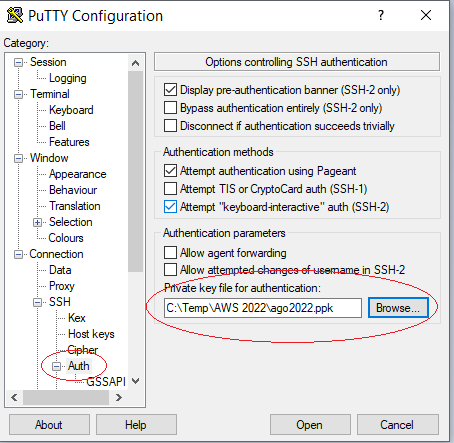 PuTTY Configuration
Category:
Session
Logging
Terminal
Keyboard
Bell
Features
Window
Appearance
Behaviour
Translation
Selection
Colours
Connection
Data
Proxy
SSH
Kex
Host keys
Cipher
Auth
GSSAPI
Options controlling SSH authentication
Display pre-authentication banner (SSH-2 only)
Bypass authentication entirely (SSH-2 only)
Disconnect if authentication succeeds trivially
Authentication methods
Attempt authentication using Pageant
Attempt TIS or CryptoCard auth (SSH-1)
Attempt "keyboard-interactive" auth (SSH-2)
Authentication parameters
Allow agent forwarding
Allow attempted changes of username in SSH-2
Private key file for authentication:
C:\Temp\AWS 2022\ago2022.ppk
Browse...
About
Help
Open
Cancel